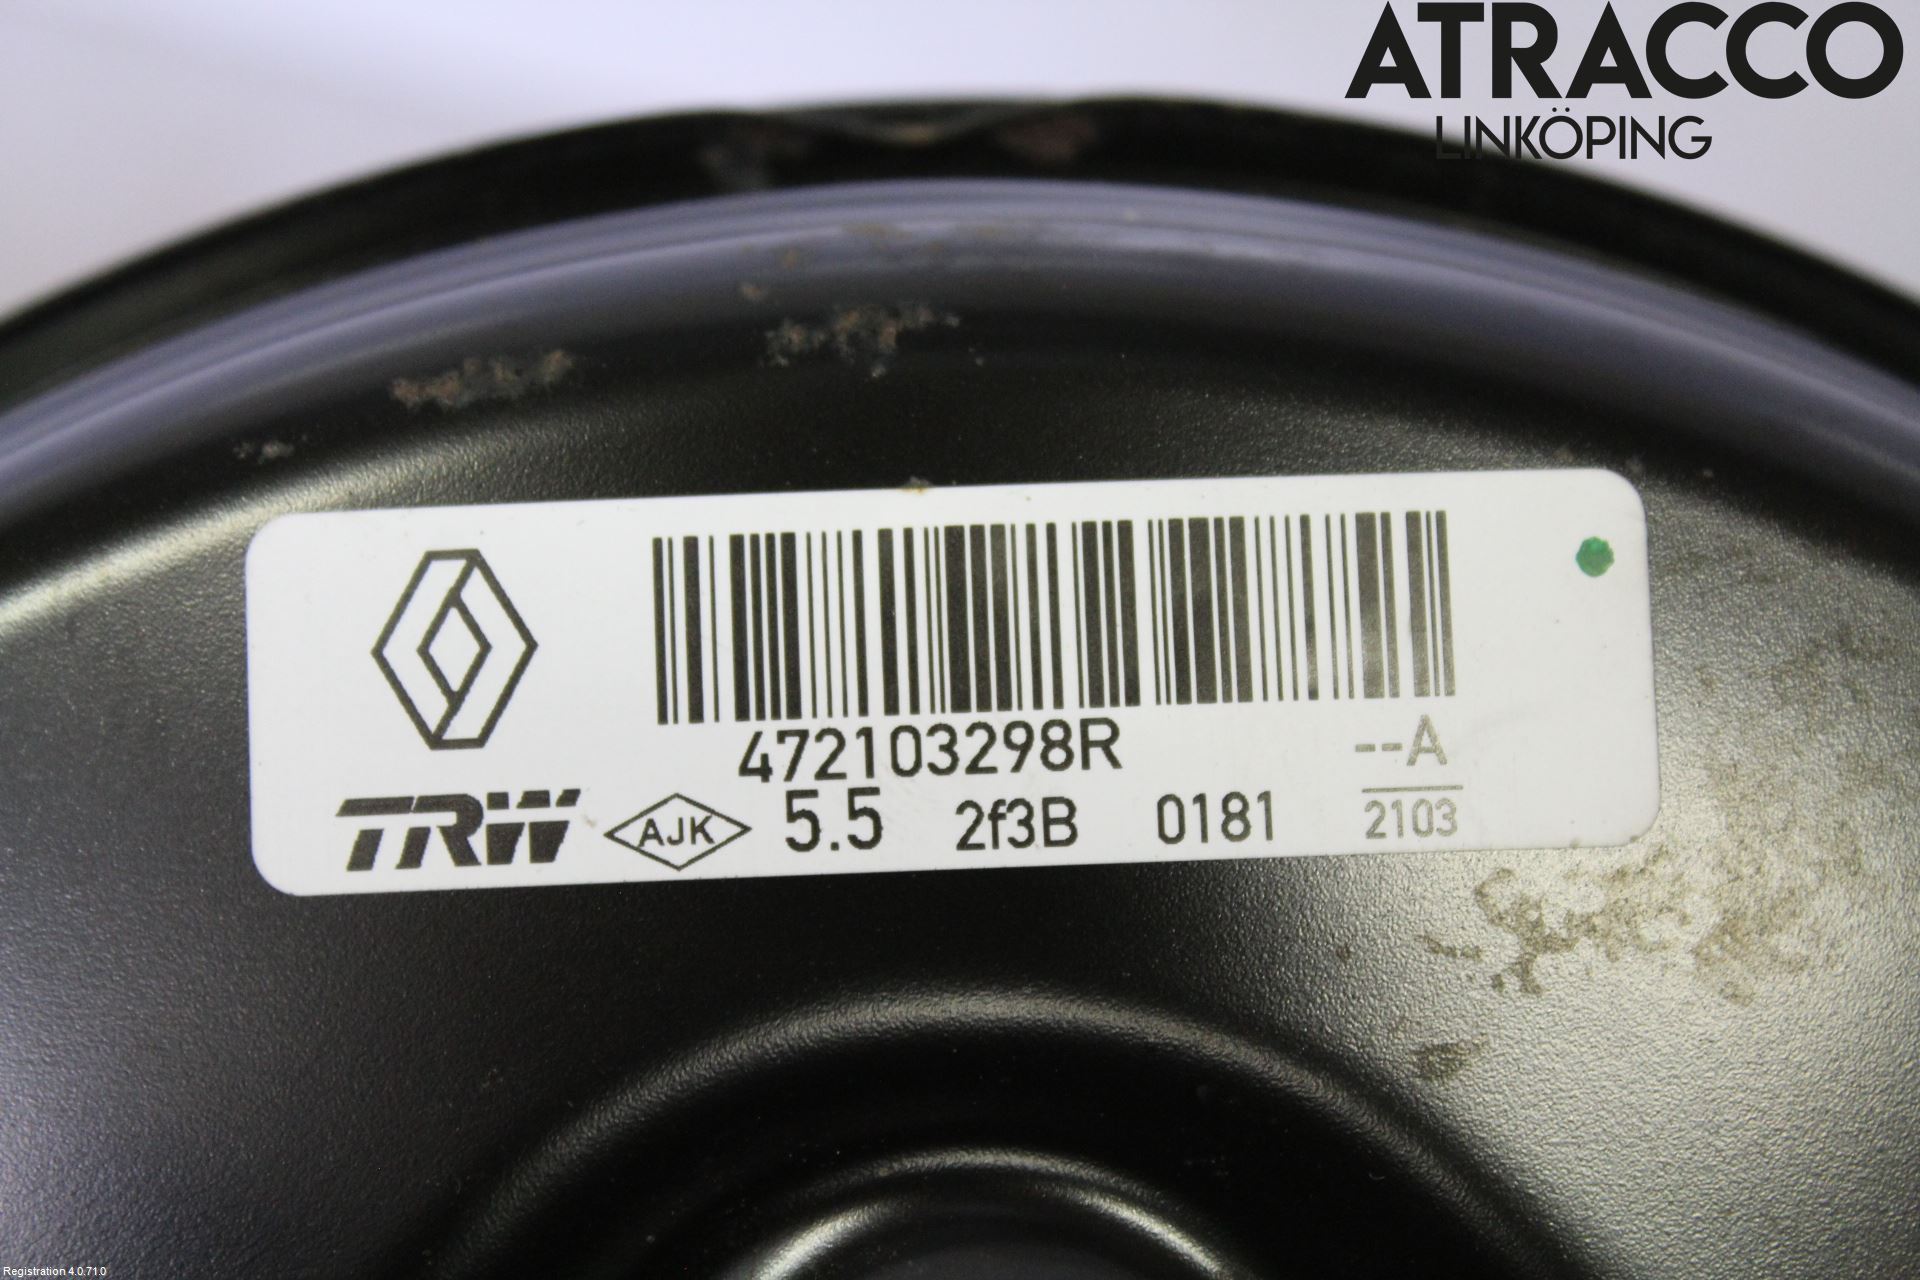 ATRACCO
LINKÖPING
472103298R --A
TRW AJK 5.5 2f3B 0181 2103
Registration 4.0.71.0